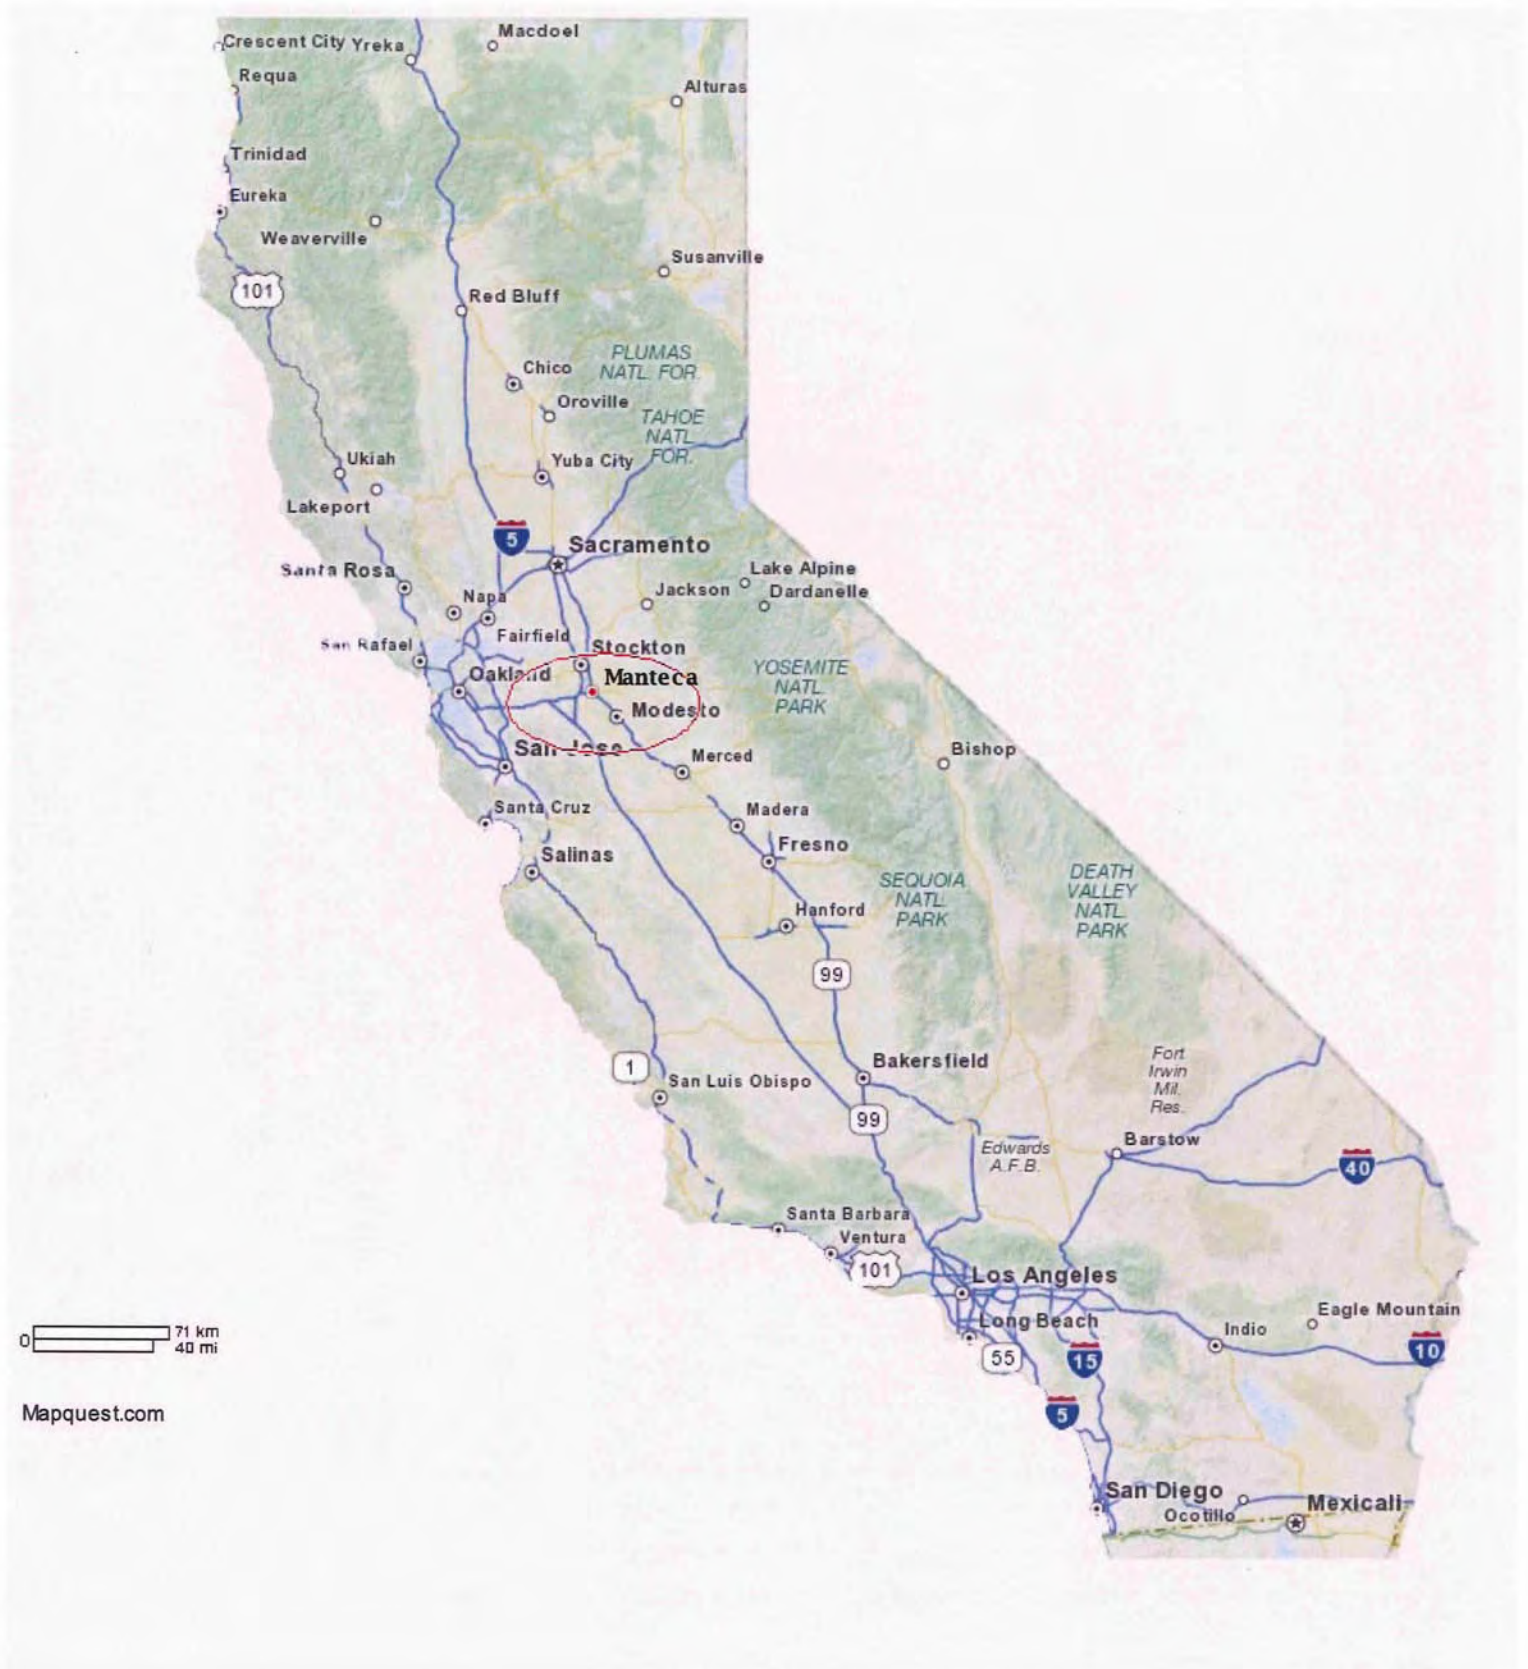 Macdoel
Crescent City
Yreka
Requa
Alturas
Trinidad
Eureka
Weaverville
Susanville
101
Red Bluff
PLUMAS
NATL. FOR.
Chico
Oroville
TAHOE
NATL.
FOR.
Ukiah
Yuba City
Lakeport
5
Sacramento
Santa Rosa
Lake Alpine
Jackson
Dardanelle
Napa
Fairfield
San Rafael
Stockton
Oakland
Manteca
YOSEMITE
NATL.
PARK
Modesto
San Jose
Merced
Bishop
Santa Cruz
Madera
Fresno
Salinas
SEQUOIA
NATL.
PARK
DEATH
VALLEY
NATL.
PARK
Hanford
99
1
San Luis Obispo
Bakersfield
Fort
Irwin
Mil.
Res.
99
Edwards
A.F.B.
Barstow
40
Santa Barbara
Ventura
101
Los Angeles
Long Beach
Eagle Mountain
Indio
55
15
10
5
0
71 km
40 mi
Mapquest.com
San Diego
Ocotillo
Mexicali